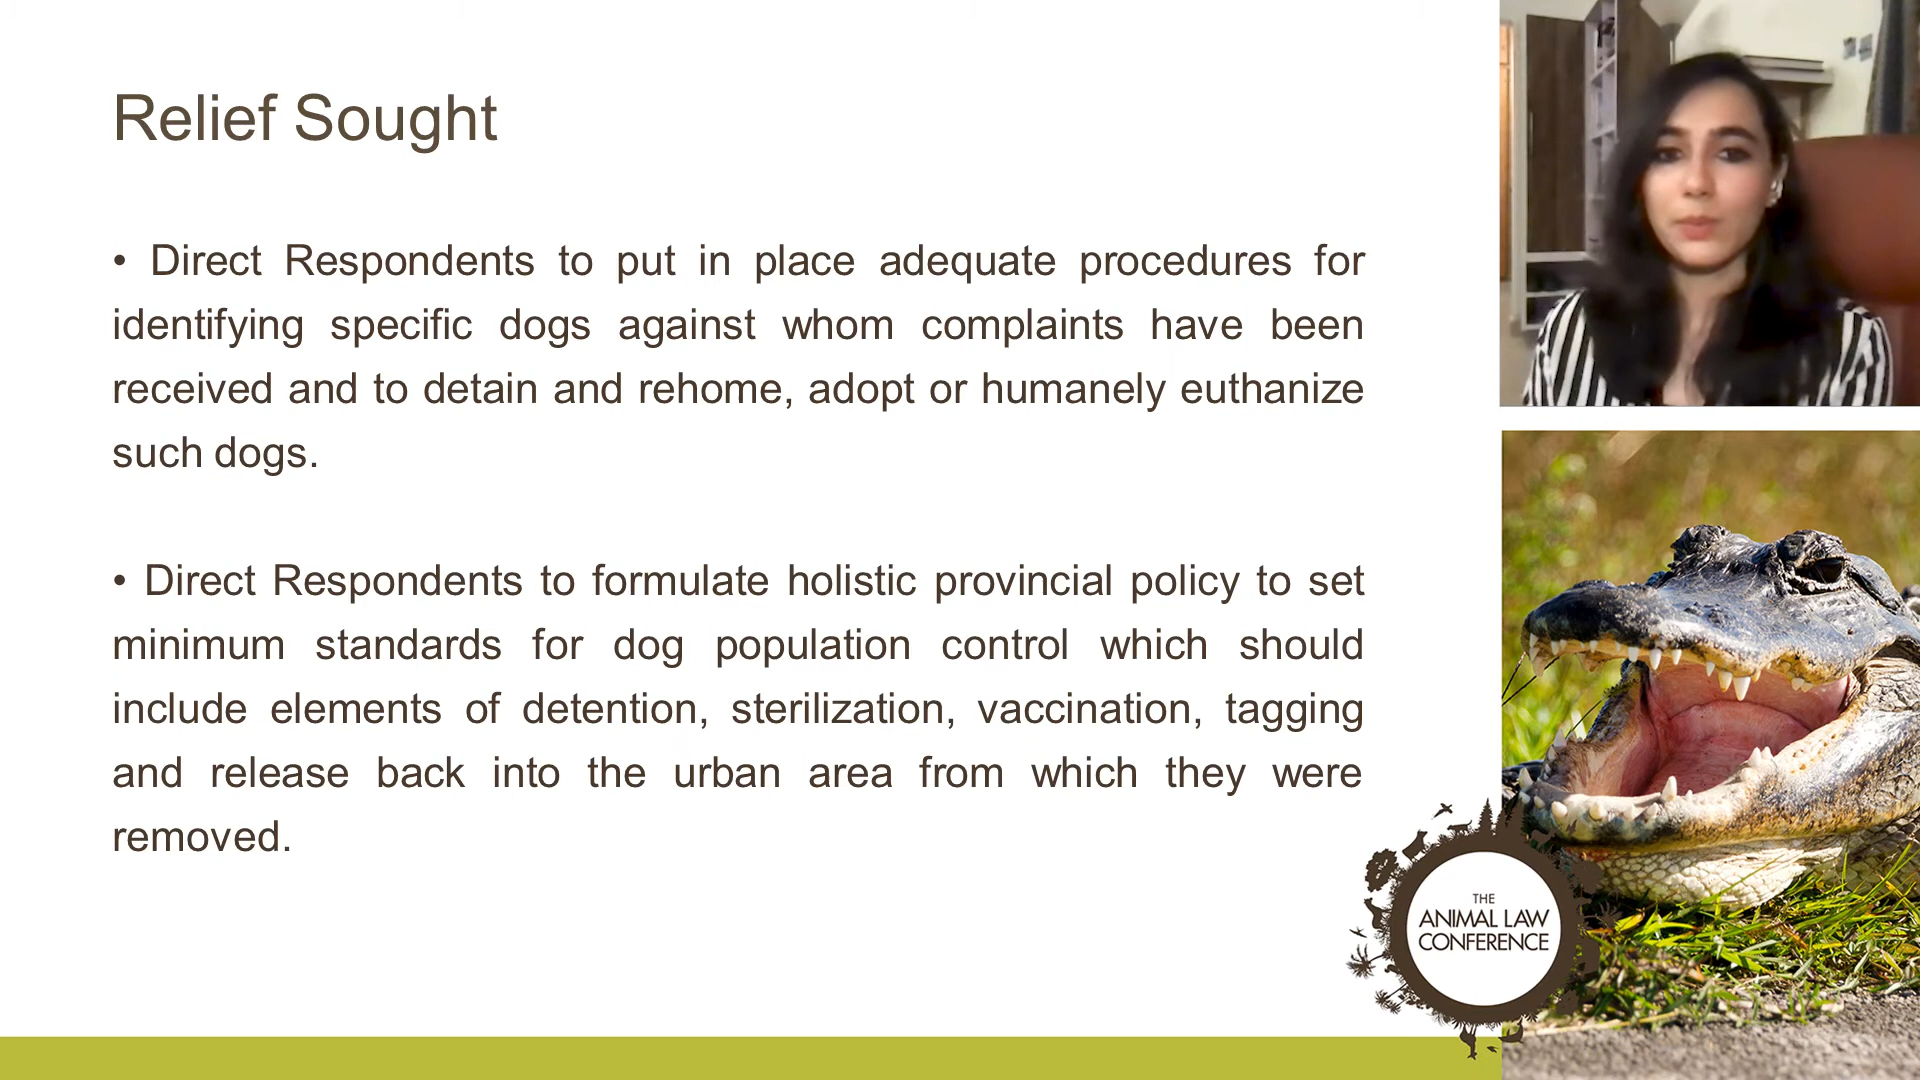 Relief Sought
• Direct Respondents to put in place adequate procedures for
identifying specific dogs against whom complaints have been
received and to detain and rehome, adopt or humanely euthanize
such dogs.
• Direct Respondents to formulate holistic provincial policy to set
minimum standards for dog population control which should
include elements of detention, sterilization, vaccination, tagging
and release back into the urban area from which they were
removed.
THE
ANIMAL LAW
CONFERENCE